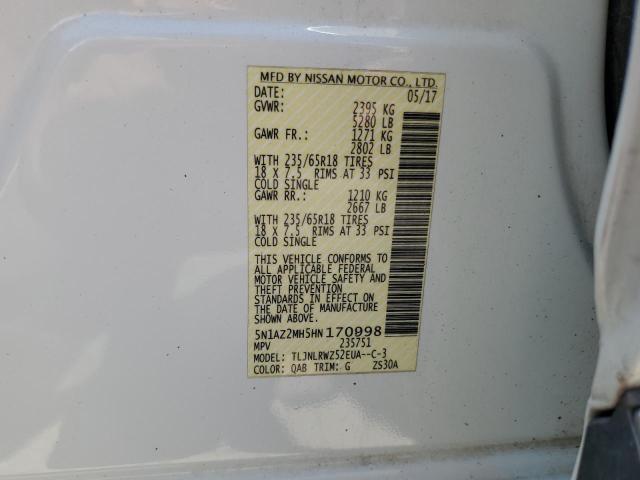 MFD BY NISSAN MOTOR CO., LTD.
DATE: 05/17
GVWR: 2395 KG
5280 LB
GAWR FR.: 1271 KG
2802 LB
WITH 235/65R18 TIRES
18 X 7.5 RIMS AT 33 PSI
COLD SINGLE
GAWR RR.: 1210 KG
2667 LB
WITH 235/65R18 TIRES
18 X 7.5 RIMS AT 33 PSI
COLD SINGLE
THIS VEHICLE CONFORMS TO
ALL APPLICABLE FEDERAL
MOTOR VEHICLE SAFETY AND
THEFT PREVENTION
STANDARDS IN EFFECT ON
THE DATE OF MANUFACTURE
SHOWN ABOVE.
5N1AZ2MH5HN170998
MPV 235751
MODEL: TLJNLRWZ52EUA--C-3
COLOR: QAB TRIM: G ZS30A